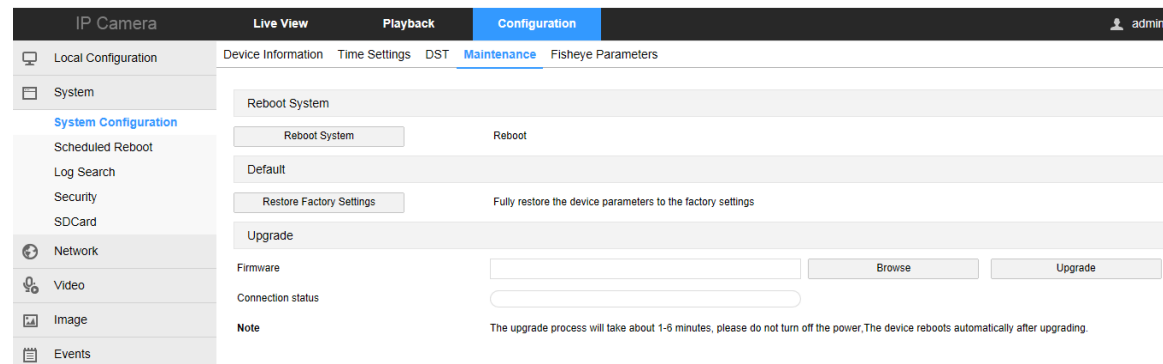 IP Camera Live View Playback Configuration admin
Local Configuration
Device Information Time Settings DST Maintenance Fisheye Parameters
System
System Configuration
Scheduled Reboot
Log Search
Security
SDCard
Network
Video
Image
Events
Reboot System
Reboot System Reboot
Default
Restore Factory Settings Fully restore the device parameters to the factory settings
Upgrade
Firmware Browse Upgrade
Connection status
Note The upgrade process will take about 1-6 minutes, please do not turn off the power,The device reboots automatically after upgrading.